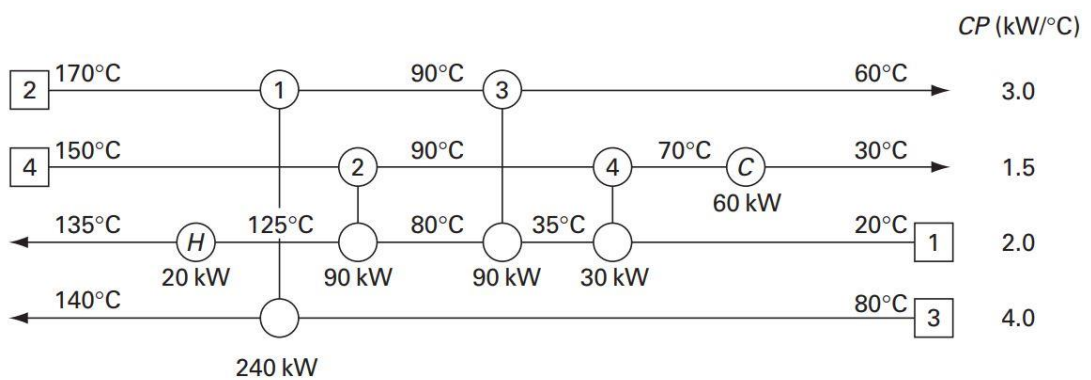 CP (kW/°C)
2 170°C 1 90°C 3 60°C 3.0
4 150°C 2 90°C 4 70°C C 30°C 1.5
60 kW
135°C H 125°C 80°C 35°C 20°C 1 2.0
20 kW 90 kW 90 kW 30 kW
140°C 80°C 3 4.0
240 kW